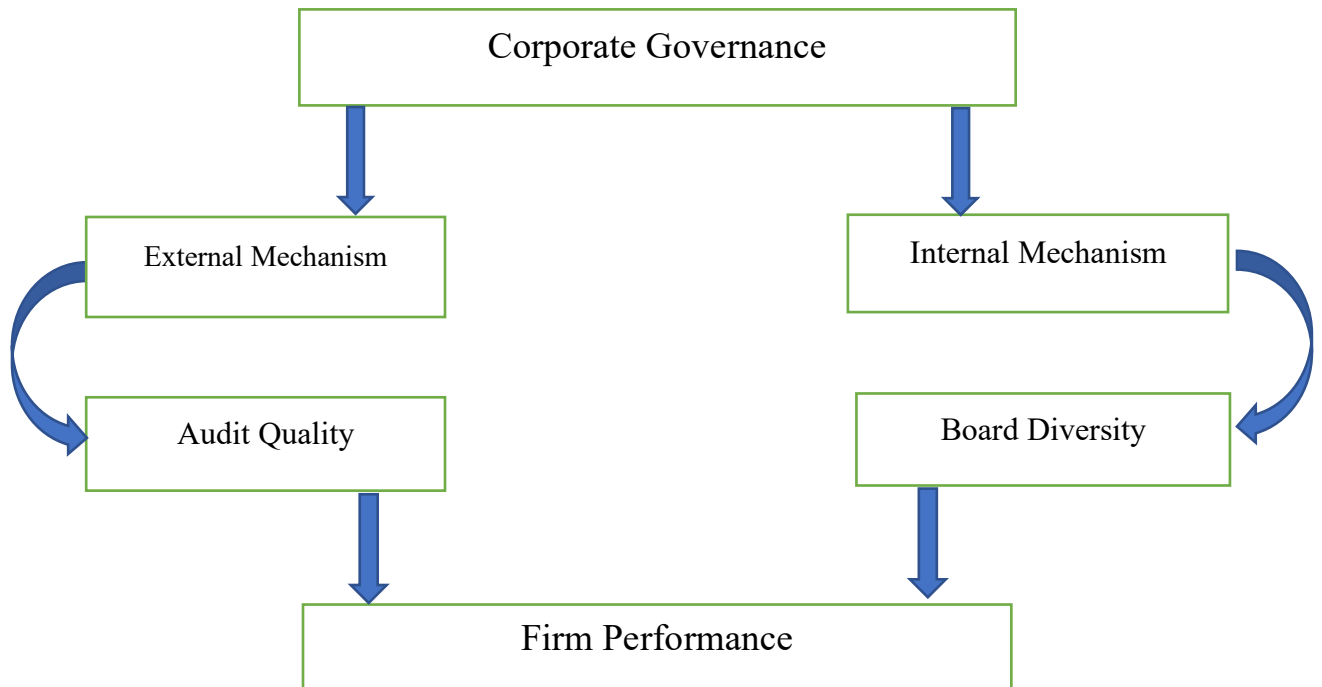 Corporate Governance
External Mechanism
Internal Mechanism
Audit Quality
Board Diversity
Firm Performance